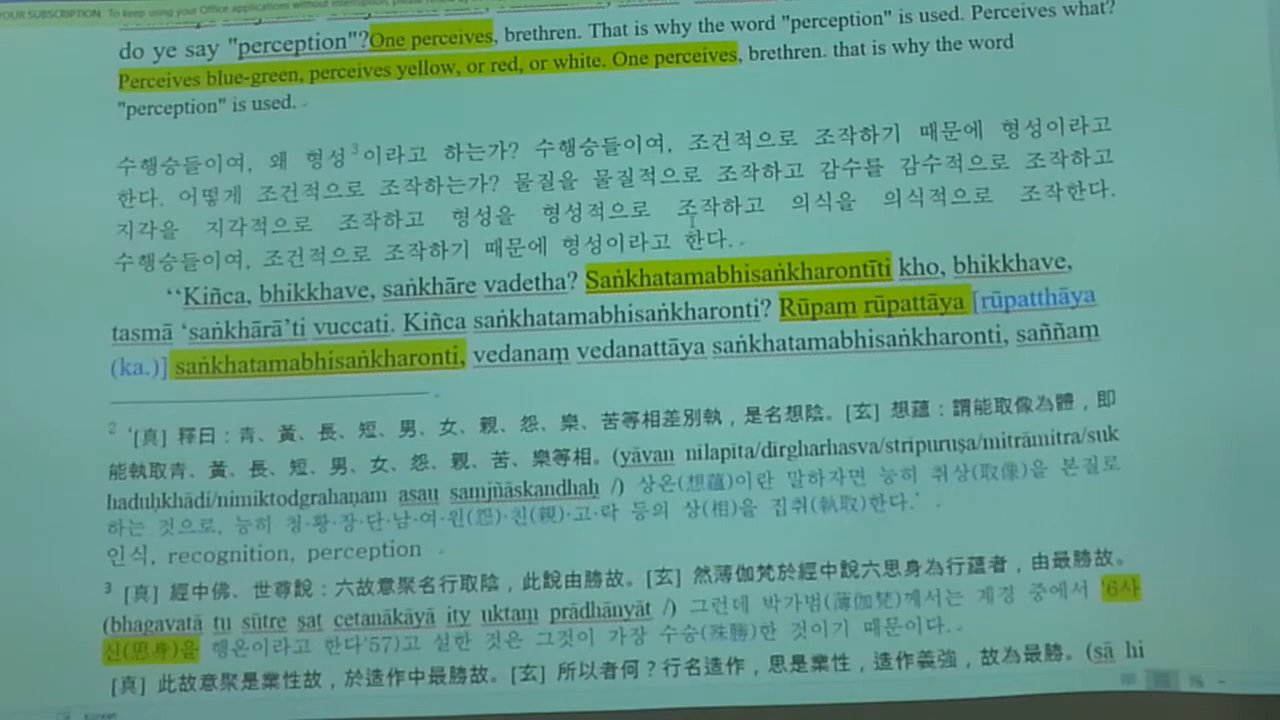 YOUR SUBSCRIPTION To keep using your Office applications without interruption, please
do ye say "perception"?One perceives, brethren. That is why the word "perception" is used. Perceives what?
Perceives blue-green, perceives yellow, or red, or white. One perceives, brethren. that is why the word
"perception" is used.
수행승들이여, 왜 형성3이라고 하는가? 수행승들이여, 조건적으로 조작하기 때문에 형성이라고
한다. 어떻게 조건적으로 조작하는가? 물질을 물질적으로 조작하고 감수를 감수적으로 조작하고
지각을 지각적으로 조작하고 형성을 형성적으로 조작하고 의식을 의식적으로 조작한다.
수행승들이여, 조건적으로 조작하기 때문에 형성이라고 한다.
‘‘Kiñca, bhikkhave, saṅkhāre vadetha? Saṅkhatamabhisaṅkharontīti kho, bhikkhave,
tasmā ‘saṅkhārā’ti vuccati. Kiñca saṅkhatamabhisaṅkharonti? Rūpaṃ rūpattāya [rūpatthāya
(ka.)] saṅkhatamabhisaṅkharonti, vedanaṃ vedanattāya saṅkhatamabhisaṅkharonti, saññaṃ
2 ‘[真] 釋曰：青、黃、長、短、男、女、親、怨、樂、苦等相差別執，是名想陰。[玄] 想蘊：謂能取像為體，即
能執取青、黃、長、短、男、女、怨、親、苦、樂等相。(yāvan nīlapīta/dīrgharhasva/strīpuruṣa/mitrāmitra/suk
haduḥkhādi/nimiktodgrahaṇam asau saṃjñāskandhaḥ /) 상온(想蘊)이란 말하자면 능히 취상(取像)을 본질로
하는 것으로, 능히 청·황·장·단·남·여·원(怨)·친(親)·고·락 등의 상(相)을 집취(執取)한다.’
인식, recognition, perception
3 [真] 經中佛、世尊說：六故意聚名行取陰，此說由勝故。[玄] 然薄伽梵於經中說六思身為行蘊者，由最勝故。
(bhagavatā tu sūtre ṣaṭ cetanākāyā ity uktaṃ prādhānyāt /) 그런데 박가범(薄伽梵)께서는 계경 중에서 ‘6사
신(思身)을 행온이라고 한다’57)고 설한 것은 그것이 가장 수승(殊勝)한 것이기 때문이다.
[真] 此故意聚是業性故，於造作中最勝故。[玄] 所以者何？行名造作，思是業性，造作義強，故為最勝。(sā hi